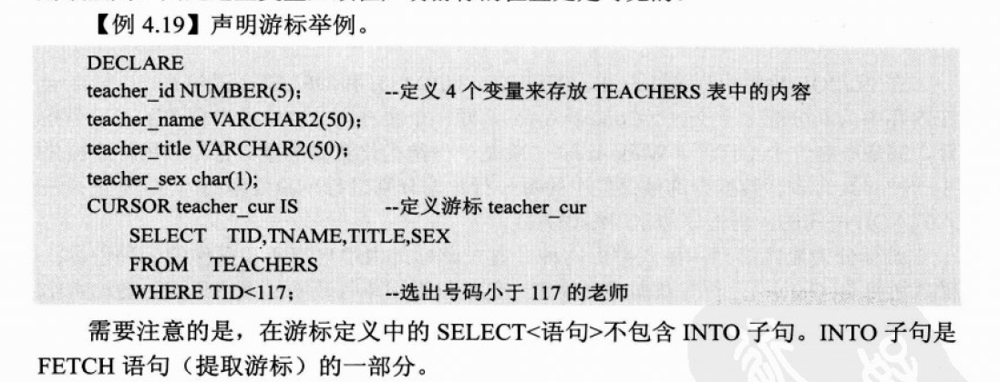 【例 4.19】声明游标举例。
DECLARE
teacher_id NUMBER(5); --定义 4 个变量来存放 TEACHERS 表中的内容
teacher_name VARCHAR2(50);
teacher_title VARCHAR2(50);
teacher_sex char(1);
CURSOR teacher_cur IS --定义游标 teacher_cur
SELECT TID,TNAME,TITLE,SEX
FROM TEACHERS
WHERE TID<117; --选出号码小于 117 的老师
需要注意的是，在游标定义中的 SELECT<语句>不包含 INTO 子句。INTO 子句是
FETCH 语句（提取游标）的一部分。